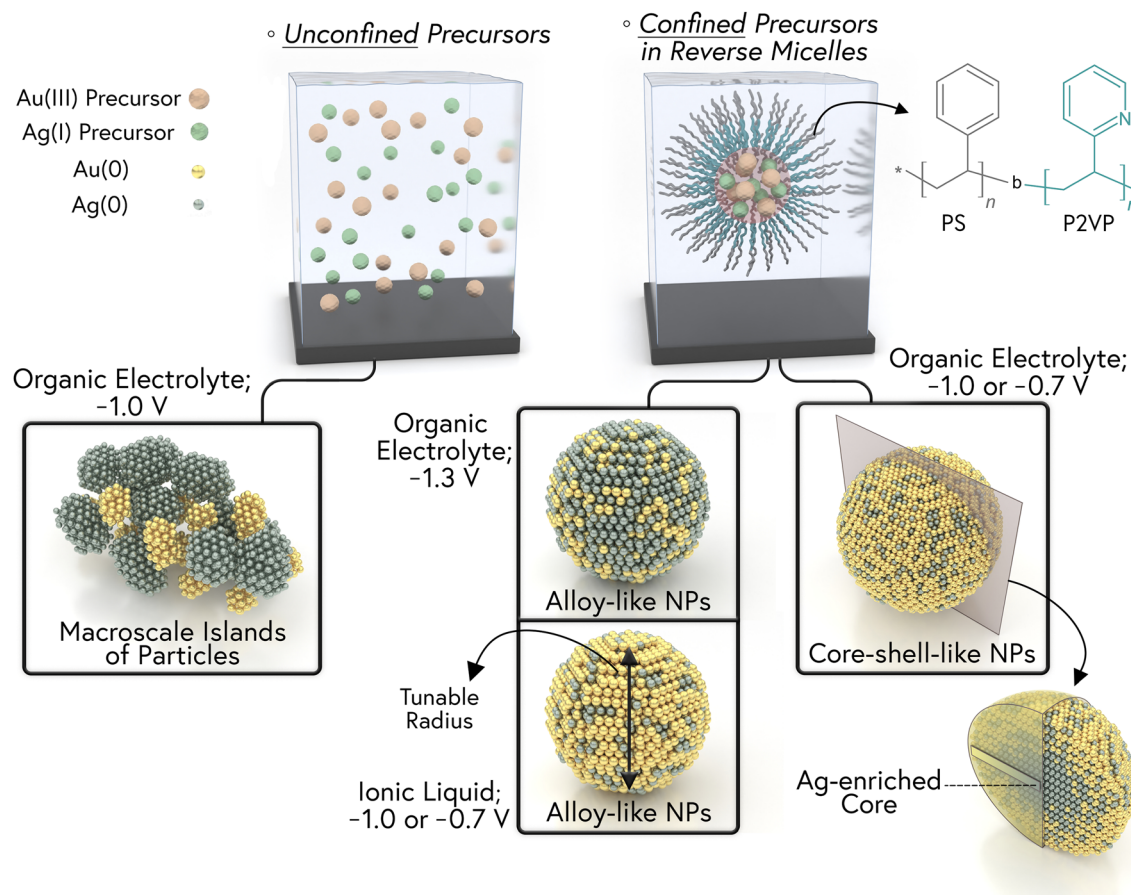 ◦ Unconfined Precursors
◦ Confined Precursors
in Reverse Micelles
Au(III) Precursor
Ag(I) Precursor
Au(0)
Ag(0)
N
*
[ ]n
b
[ ]n
PS
P2VP
Organic Electrolyte;
−1.0 V
Organic
Electrolyte;
−1.3 V
Organic Electrolyte;
−1.0 or −0.7 V
Macroscale Islands
of Particles
Alloy-like NPs
Core-shell-like NPs
Tunable
Radius
Ionic Liquid;
−1.0 or −0.7 V
Alloy-like NPs
Ag-enriched
Core